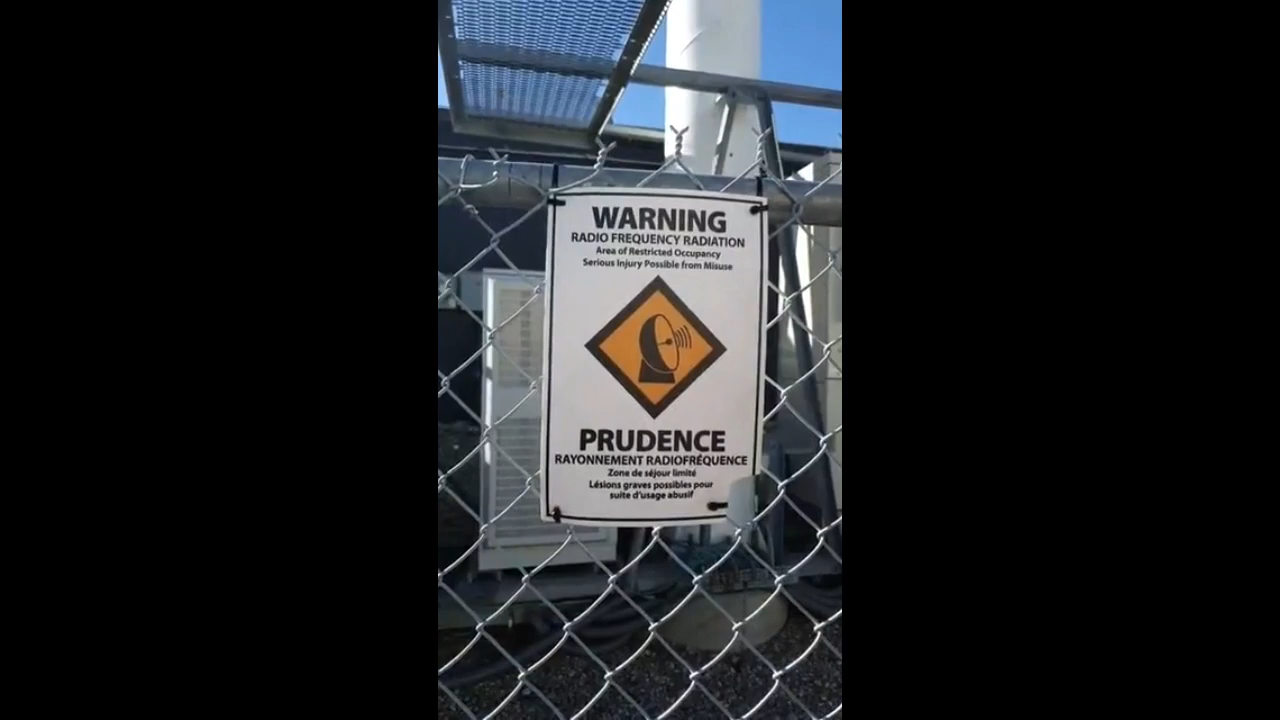 WARNING
RADIO FREQUENCY RADIATION
Area of Restricted Occupancy
Serious Injury Possible from Misuse
PRUDENCE
RAYONNEMENT RADIOFRÉQUENCE
Zone de séjour limité
Lésions graves possibles pour
suite d'usage abusif